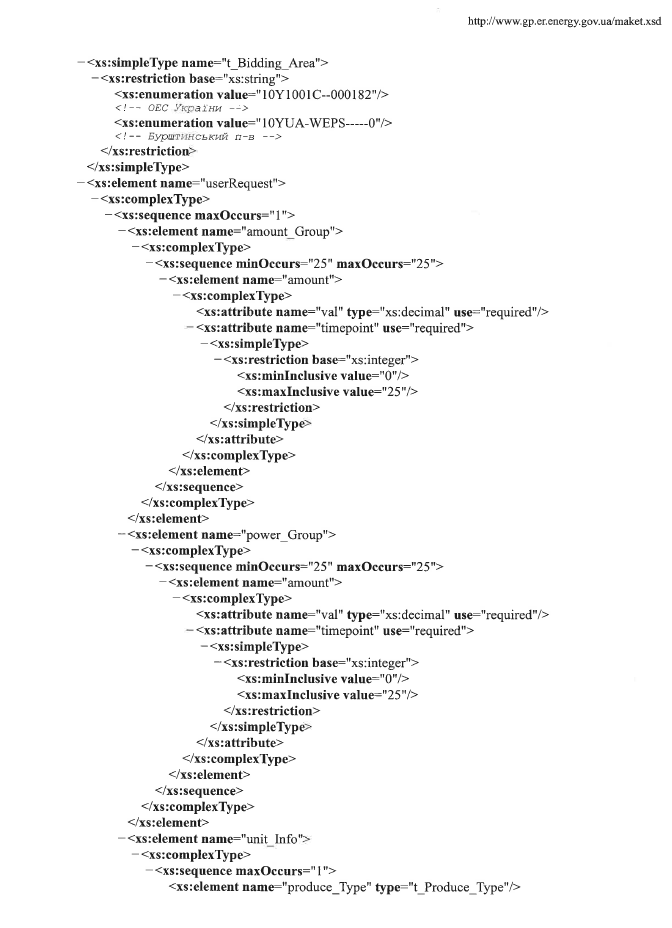 http://www.gp.er.energy.gov.ua/maket.xsd
−<xs:simpleType name="t_Bidding_Area">
−<xs:restriction base="xs:string">
<xs:enumeration value="10Y1001C--000182"/>
<!-- ОЕС України -->
<xs:enumeration value="10YUA-WEPS-----0"/>
<!-- Бурштинський п-в -->
</xs:restriction>
</xs:simpleType>
−<xs:element name="userRequest">
−<xs:complexType>
−<xs:sequence maxOccurs="1">
−<xs:element name="amount_Group">
−<xs:complexType>
−<xs:sequence minOccurs="25" maxOccurs="25">
−<xs:element name="amount">
−<xs:complexType>
<xs:attribute name="val" type="xs:decimal" use="required"/>
−<xs:attribute name="timepoint" use="required">
−<xs:simpleType>
−<xs:restriction base="xs:integer">
<xs:minInclusive value="0"/>
<xs:maxInclusive value="25"/>
</xs:restriction>
</xs:simpleType>
</xs:attribute>
</xs:complexType>
</xs:element>
</xs:sequence>
</xs:complexType>
</xs:element>
−<xs:element name="power_Group">
−<xs:complexType>
−<xs:sequence minOccurs="25" maxOccurs="25">
−<xs:element name="amount">
−<xs:complexType>
<xs:attribute name="val" type="xs:decimal" use="required"/>
−<xs:attribute name="timepoint" use="required">
−<xs:simpleType>
−<xs:restriction base="xs:integer">
<xs:minInclusive value="0"/>
<xs:maxInclusive value="25"/>
</xs:restriction>
</xs:simpleType>
</xs:attribute>
</xs:complexType>
</xs:element>
</xs:sequence>
</xs:complexType>
</xs:element>
−<xs:element name="unit_Info">
−<xs:complexType>
−<xs:sequence maxOccurs="1">
<xs:element name="produce_Type" type="t_Produce_Type"/>